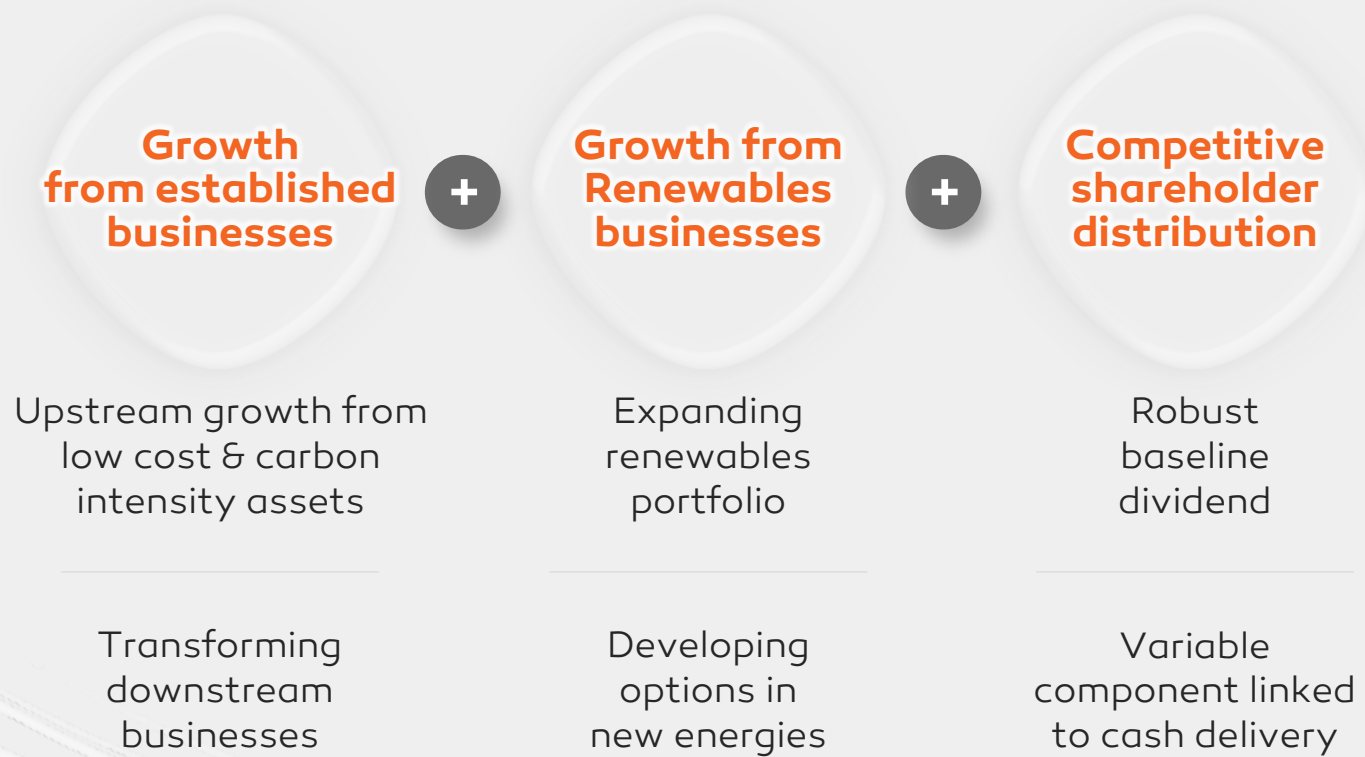 Growth
from established
businesses
+
Growth from
Renewables
businesses
+
Competitive
shareholder
distribution
Upstream growth from
low cost & carbon
intensity assets
Transforming
downstream
businesses
Expanding
renewables
portfolio
Developing
options in
new energies
Robust
baseline
dividend
Variable
component linked
to cash delivery